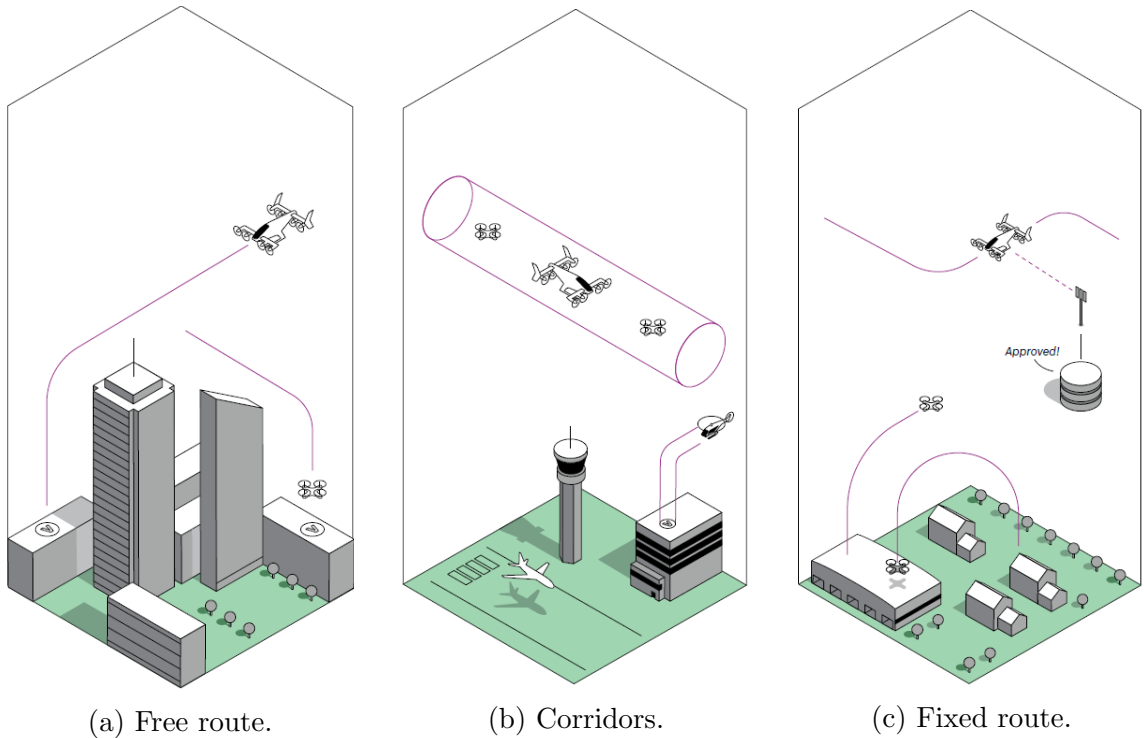 Approved!
(a) Free route.
(b) Corridors.
(c) Fixed route.